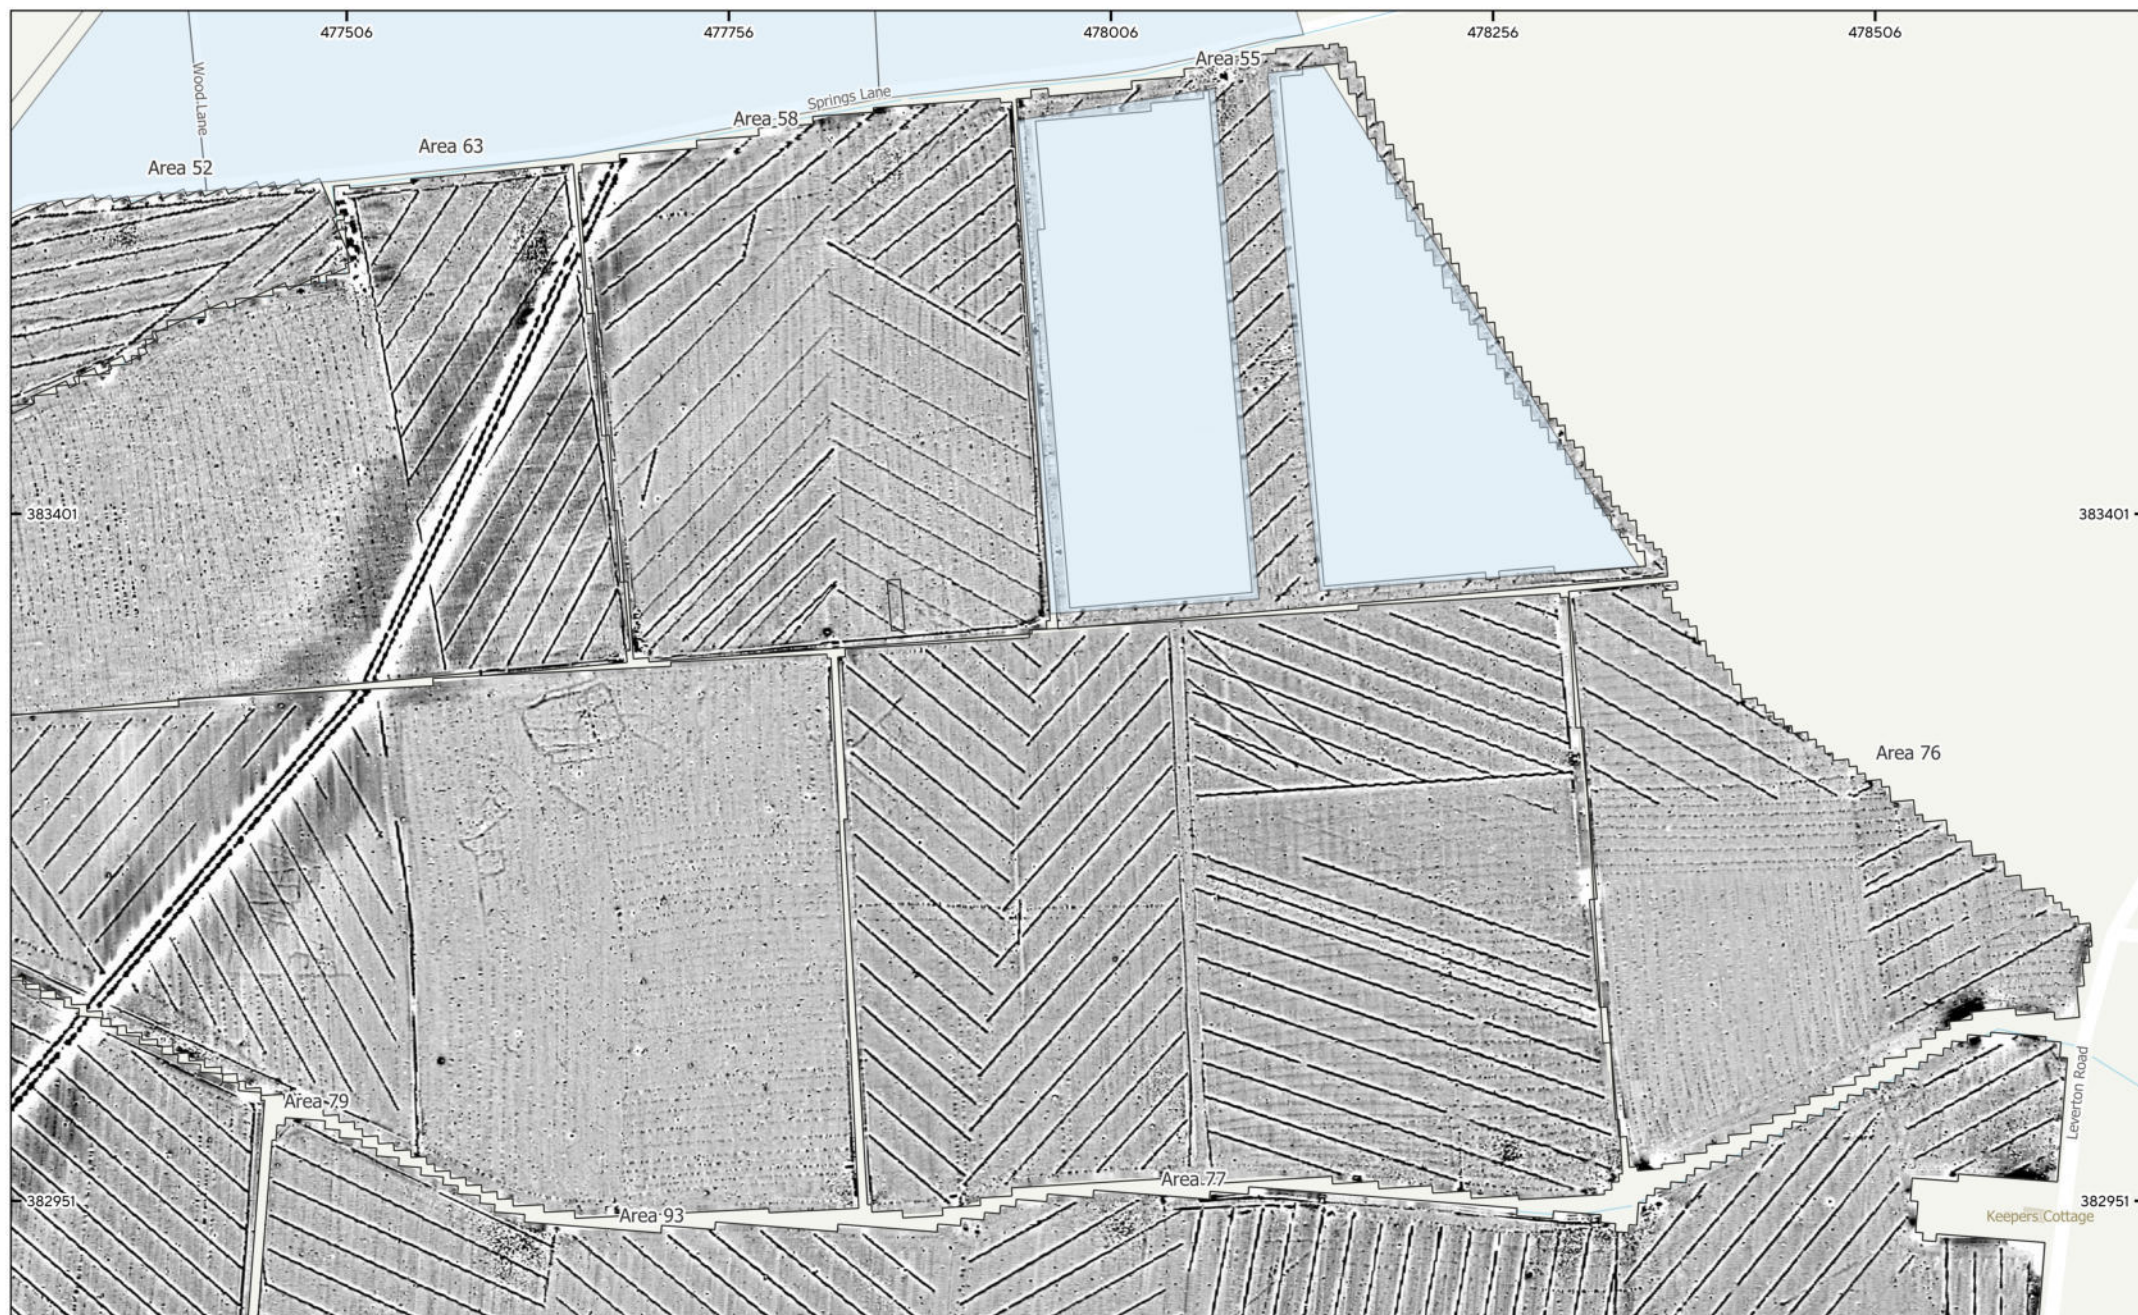 477506
477756
478006
478256
478506
Area 55
Wood Lane
Springs Lane
Area 58
Area 63
Area 52
383401
383401
Area 76
Leverton Road
Area 79
Area 77
382951
382951
Area 93
Keepers Cottage